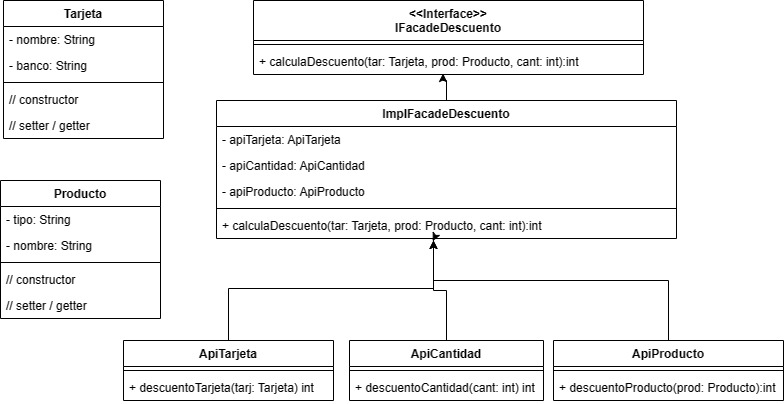 Tarjeta
- nombre: String
- banco: String
// constructor
// setter / getter
<<Interface>>
IFacadeDescuento
+ calculaDescuento(tar: Tarjeta, prod: Producto, cant: int):int
ImplFacadeDescuento
- apiTarjeta: ApiTarjeta
- apiCantidad: ApiCantidad
- apiProducto: ApiProducto
+ calculaDescuento(tar: Tarjeta, prod: Producto, cant: int):int
Producto
- tipo: String
- nombre: String
// constructor
// setter / getter
ApiTarjeta
+ descuentoTarjeta(tarj: Tarjeta) int
ApiCantidad
+ descuentoCantidad(cant: int) int
ApiProducto
+ descuentoProducto(prod: Producto):int